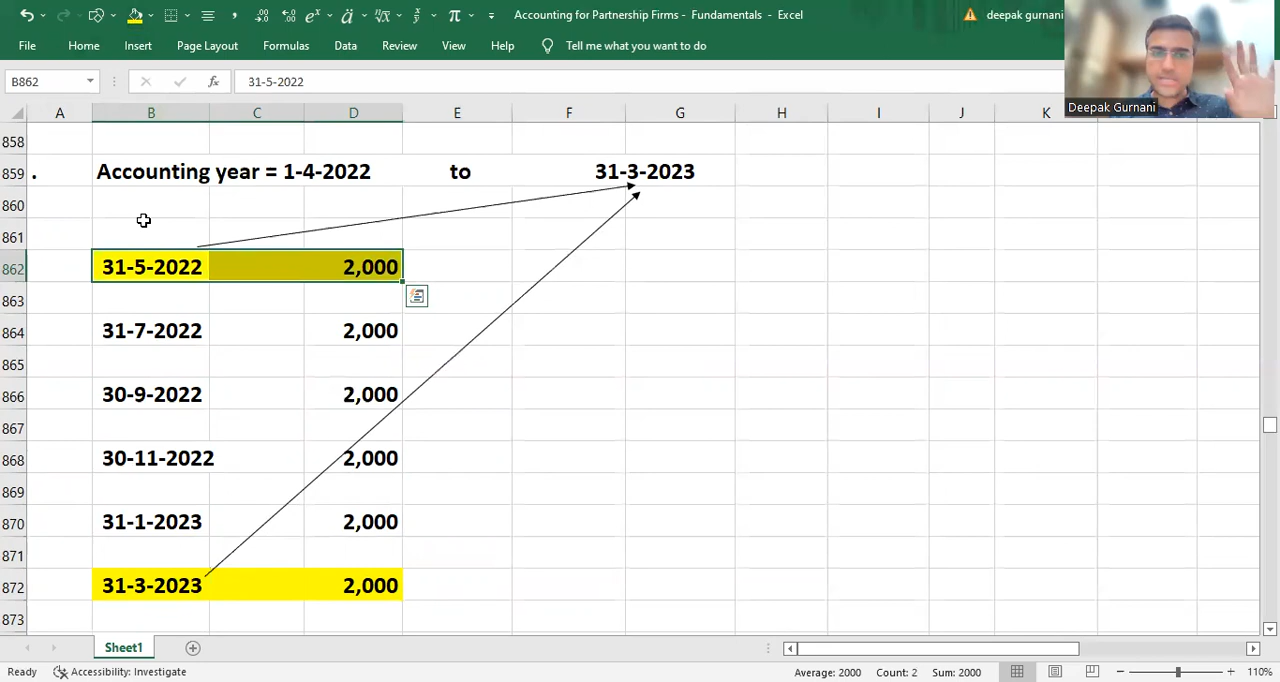 Accounting for Partnership Firms - Fundamentals - Excel
deepak gurnani
File Home Insert Page Layout Formulas Data Review View Help Tell me what you want to do
Deepak Gurnani
B862 fx 31-5-2022
A B C D E F G H I J K
858
859 . Accounting year = 1-4-2022 to 31-3-2023
860
861
862 31-5-2022 2,000
863
864 31-7-2022 2,000
865
866 30-9-2022 2,000
867
868 30-11-2022 2,000
869
870 31-1-2023 2,000
871
872 31-3-2023 2,000
873
Sheet1
Ready Accessibility: Investigate Average: 2000 Count: 2 Sum: 2000 110%